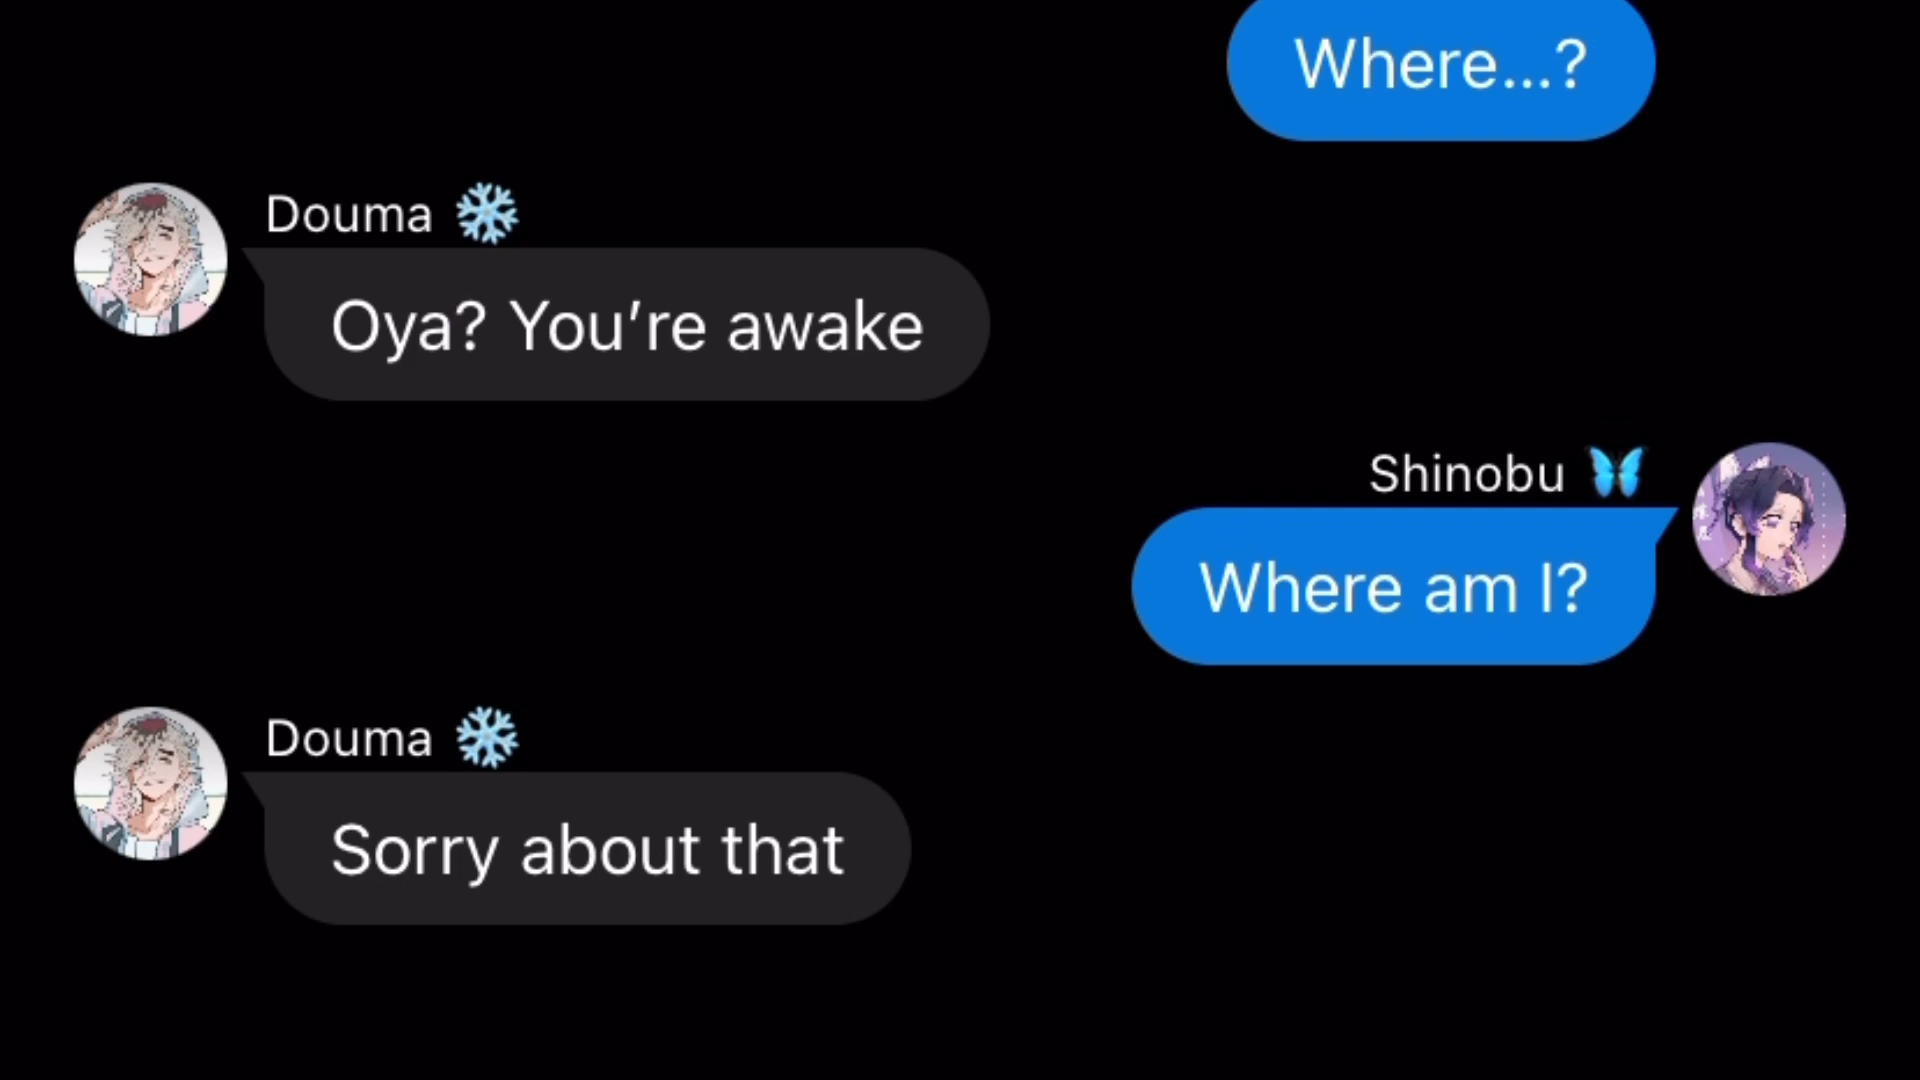 Where...?
Douma ❄️
Oya? You’re awake
Shinobu 🦋
Where am I?
Douma ❄️
Sorry about that